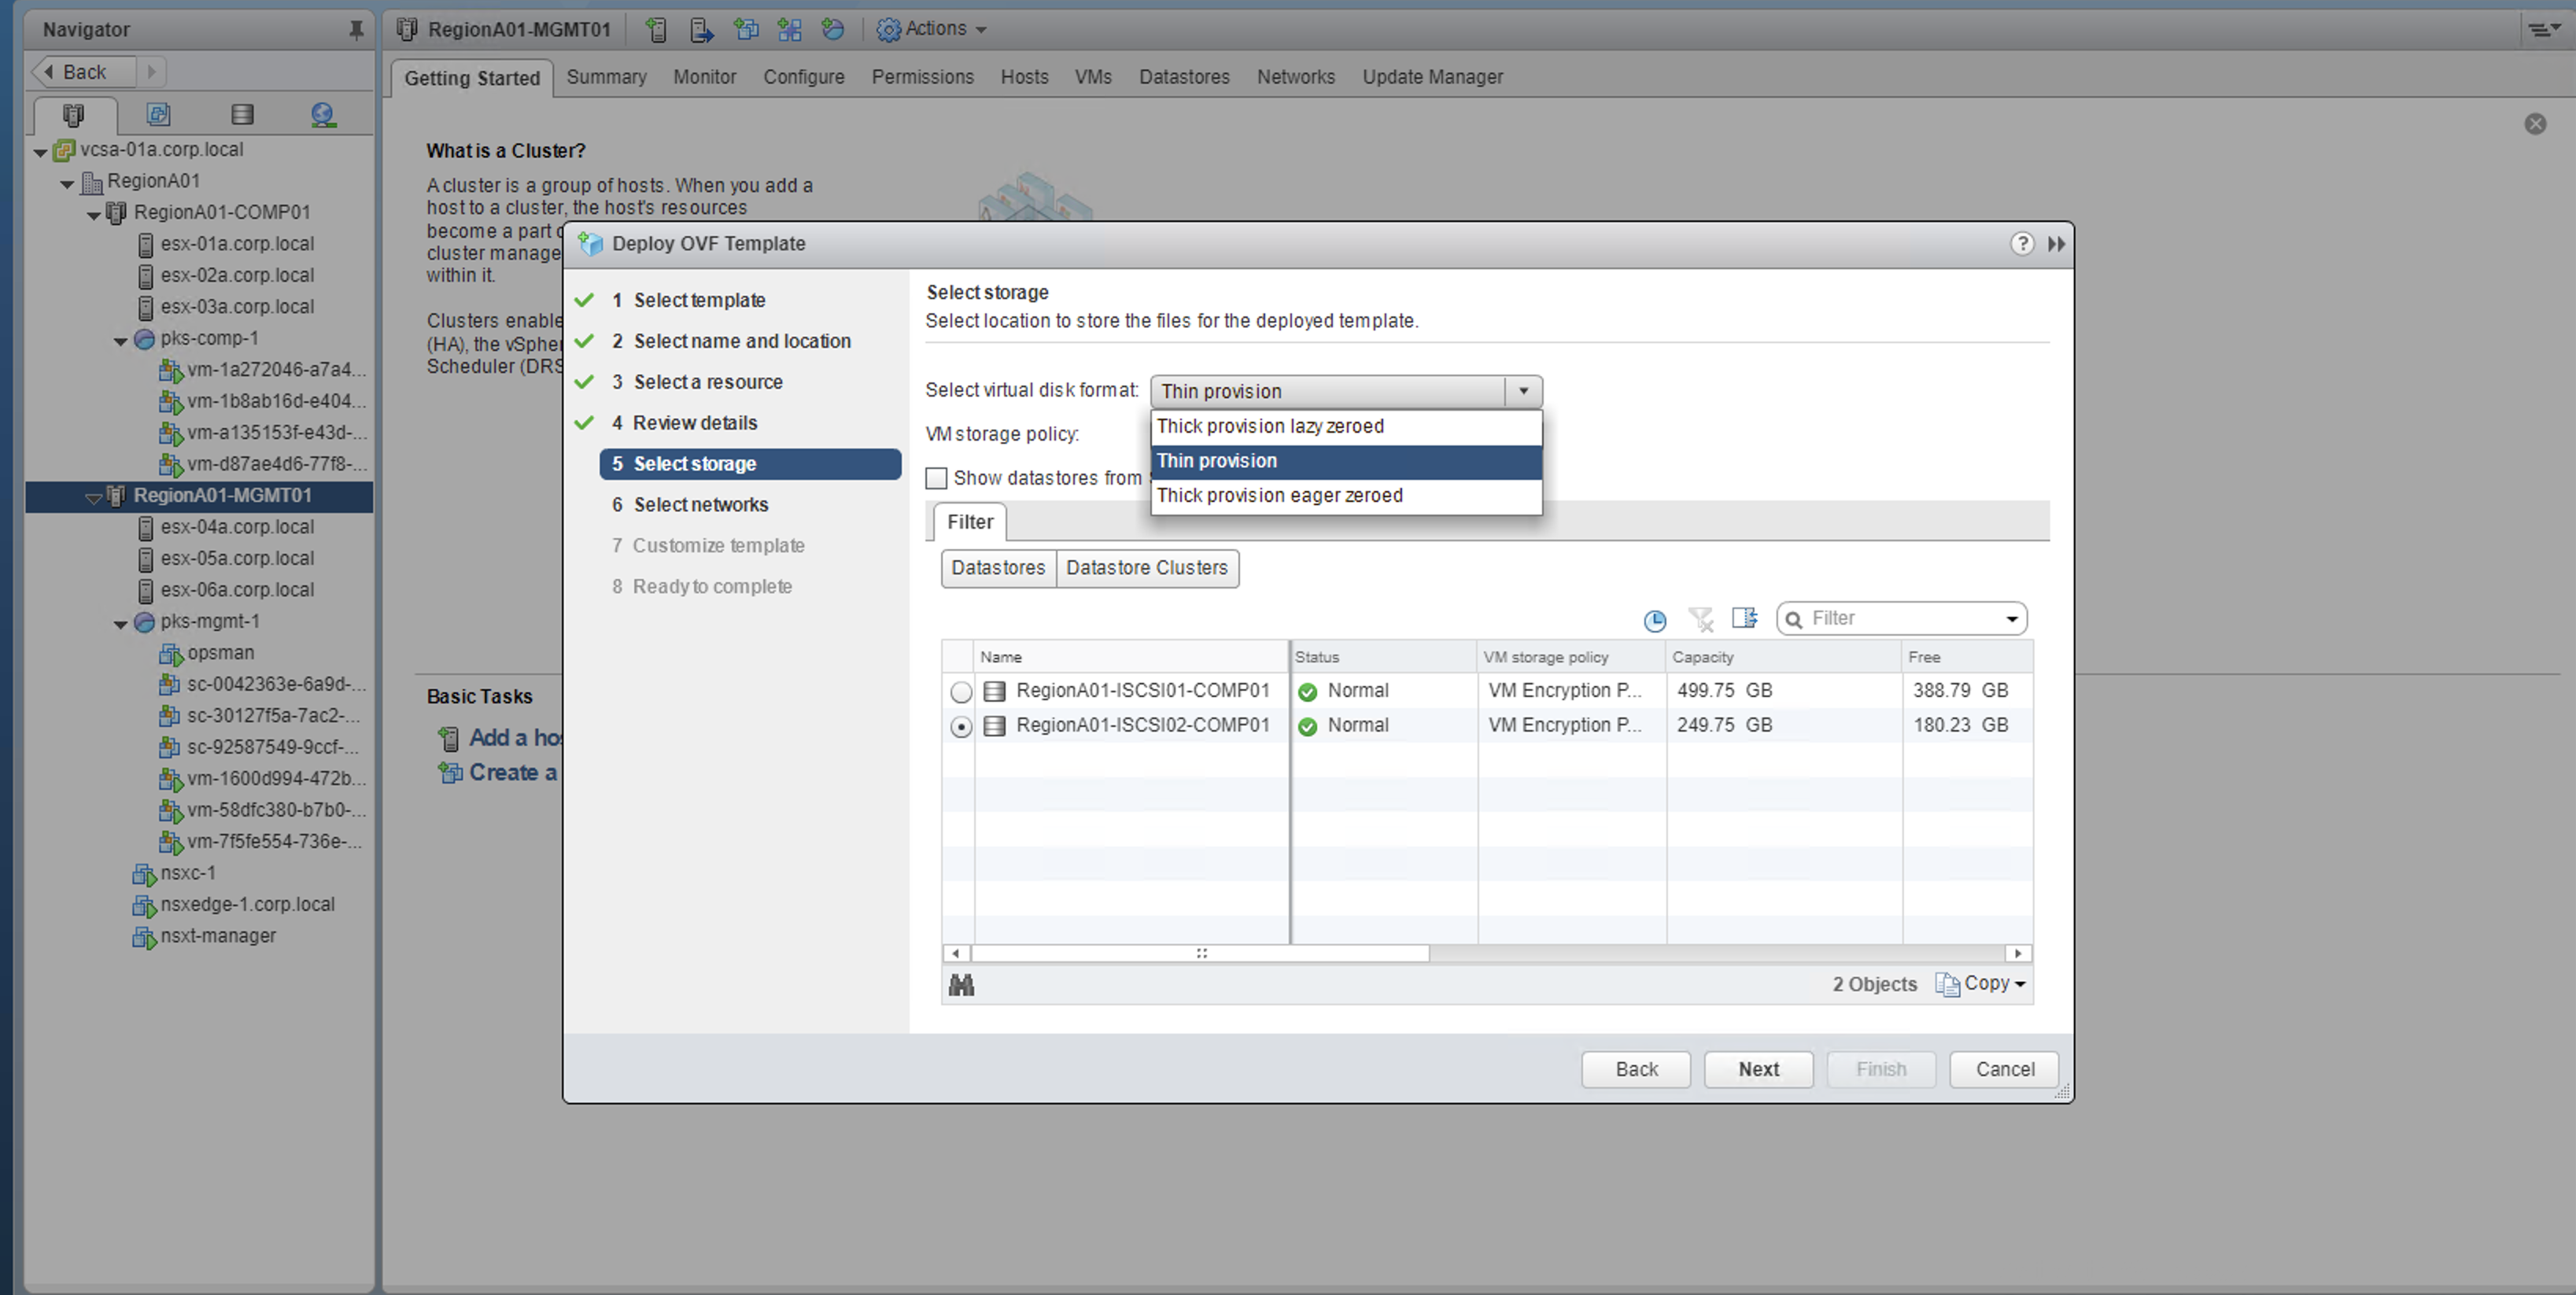 Navigator
Back
vcsa-01a.corp.local
RegionA01
RegionA01-COMP01
esx-01a.corp.local
esx-02a.corp.local
esx-03a.corp.local
pks-comp-1
vm-1a272046-a7a4...
vm-1b8ab16d-e404...
vm-a135153f-e43d-...
vm-d87ae4d6-77f8-...
RegionA01-MGMT01
esx-04a.corp.local
esx-05a.corp.local
esx-06a.corp.local
pks-mgmt-1
opsman
sc-0042363e-6a9d-...
sc-30127f5a-7ac2-...
sc-92587549-9ccf-...
vm-1600d994-472b...
vm-58dfc380-b7b0-...
vm-7f5fe554-736e-...
nsxc-1
nsxedge-1.corp.local
nsxt-manager
RegionA01-MGMT01 Actions
Getting Started Summary Monitor Configure Permissions Hosts VMs Datastores Networks Update Manager
What is a Cluster?
A cluster is a group of hosts. When you add a
host to a cluster, the host's resources
become a part
cluster manage
within it.
Clusters enable
(HA), the vSpher
Scheduler (DRS
Basic Tasks
Add a ho
Create a
Deploy OVF Template
1 Select template
2 Select name and location
3 Select a resource
4 Review details
5 Select storage
6 Select networks
7 Customize template
8 Ready to complete
Select storage
Select location to store the files for the deployed template.
Select virtual disk format: Thin provision
Thick provision lazy zeroed
Thin provision
Thick provision eager zeroed
VM storage policy:
Show datastores from
Filter
Datastores Datastore Clusters
Filter
Name Status VM storage policy Capacity Free
RegionA01-ISCSI01-COMP01 Normal VM Encryption P... 499.75 GB 388.79 GB
RegionA01-ISCSI02-COMP01 Normal VM Encryption P... 249.75 GB 180.23 GB
2 Objects Copy
Back Next Finish Cancel